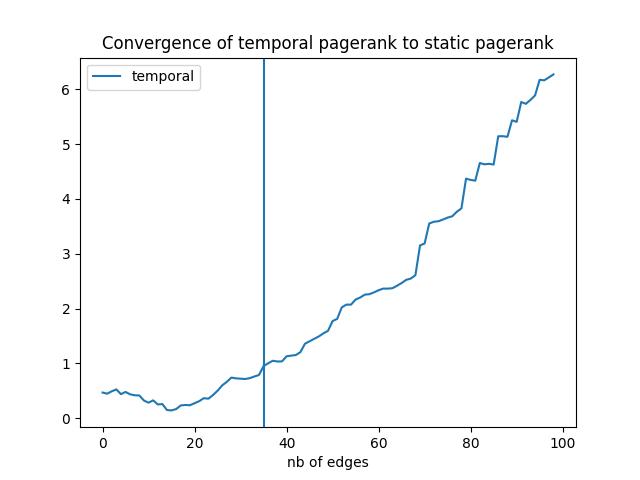 Convergence of temporal pagerank to static pagerank
temporal
6
5
4
3
2
1
0
0 20 40 60 80 100
nb of edges